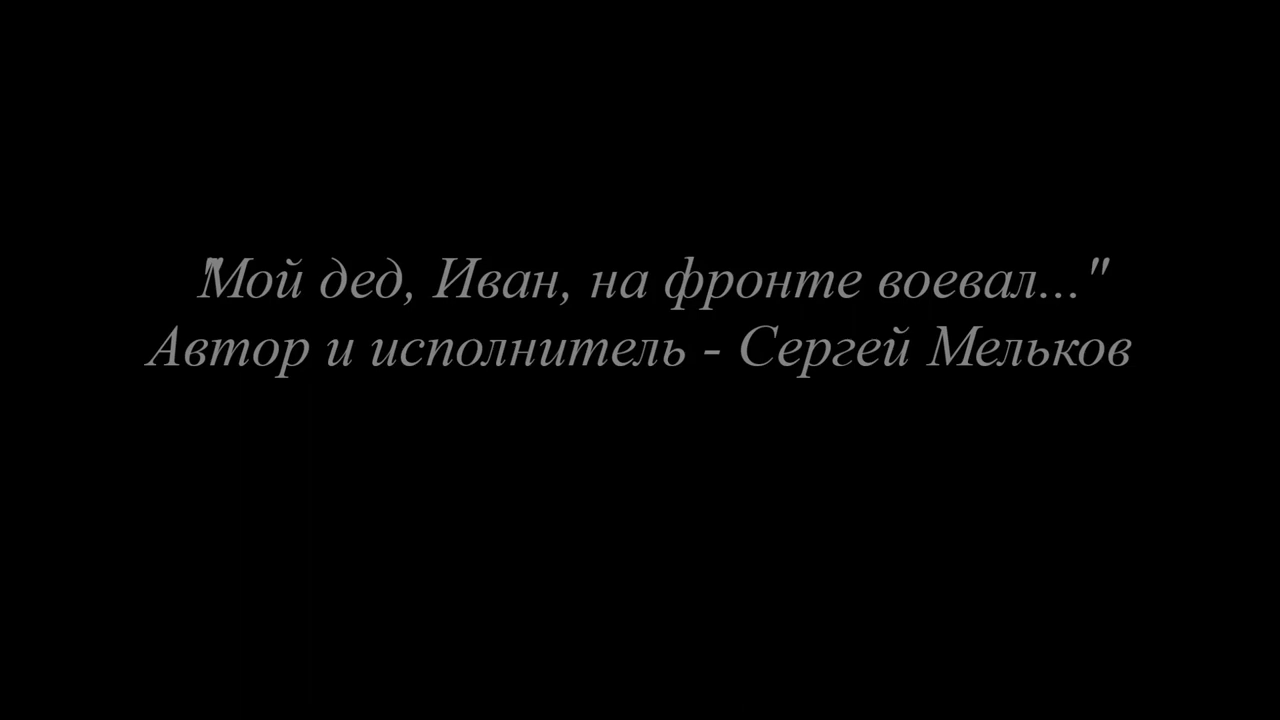 "Мой дед, Иван, на фронте воевал..."
Автор и исполнитель - Сергей Мельков